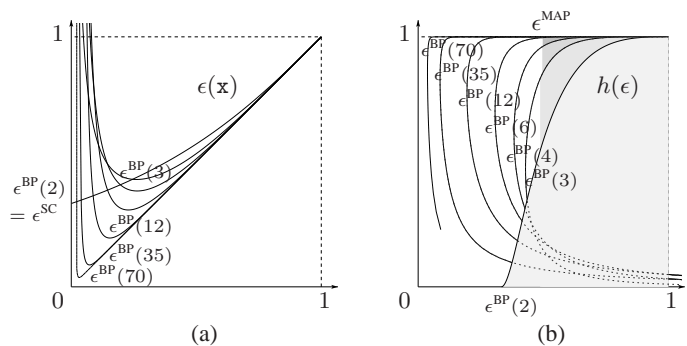 1
ϵ(x)
ϵ^BP(3)
ϵ^BP(2)
= ϵ^SC
ϵ^BP(12)
ϵ^BP(35)
ϵ^BP(70)
0
1
(a)
ϵ^MAP
1
ϵ^BP(70)
ϵ^BP(35)
h(ϵ)
ϵ^BP(12)
ϵ^BP(6)
ϵ^BP(4)
ϵ^BP(3)
0
1
ϵ^BP(2)
(b)